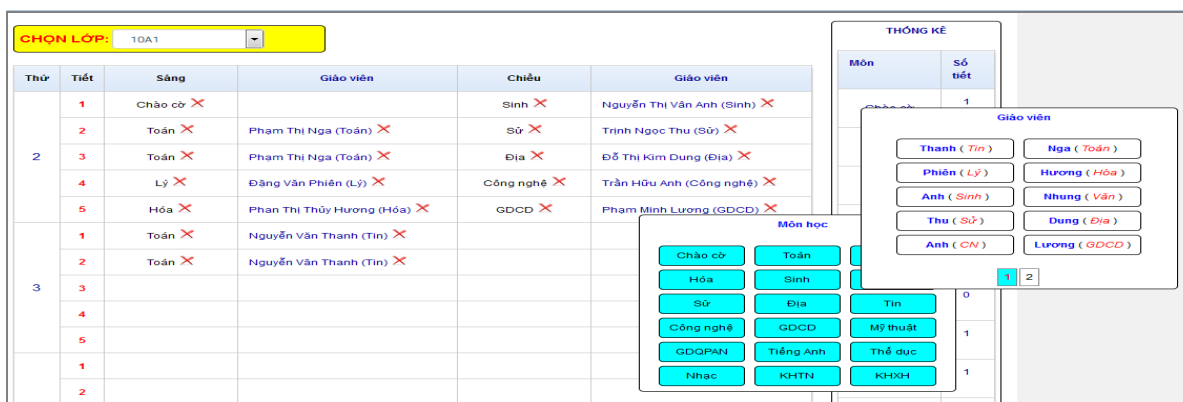 CHỌN LỚP: 10A1
Thứ Tiết Sáng Giáo viên Chiều Giáo viên
1 Chào cờ Sinh Nguyễn Thị Vân Anh (Sinh)
2 Toán Phạm Thị Nga (Toán) Sử Trịnh Ngọc Thu (Sử)
2 3 Toán Phạm Thị Nga (Toán) Địa Đỗ Thị Kim Dung (Địa)
4 Lý Đặng Văn Phiên (Lý) Công nghệ Trần Hữu Anh (Công nghệ)
5 Hóa Phan Thị Thủy Hương (Hóa) GDCD Phạm Minh Lương (GDCD)
1 Toán Nguyễn Văn Thanh (Tin)
2 Toán Nguyễn Văn Thanh (Tin)
3 3
4
5
1
2
THỐNG KÊ
Môn Số tiết
Chào cờ 1
0
1
1
Giáo viên
Thanh ( Tin ) Nga ( Toán )
Phiên ( Lý ) Hương ( Hóa )
Anh ( Sinh ) Nhung ( Văn )
Thu ( Sử ) Dung ( Địa )
Anh ( CN ) Lương ( GDCD )
1 2
Môn học
Chào cờ Toán
Hóa Sinh
Sử Địa Tin
Công nghệ GDCD Mỹ thuật
GDQPAN Tiếng Anh Thể dục
Nhạc KHTN KHXH